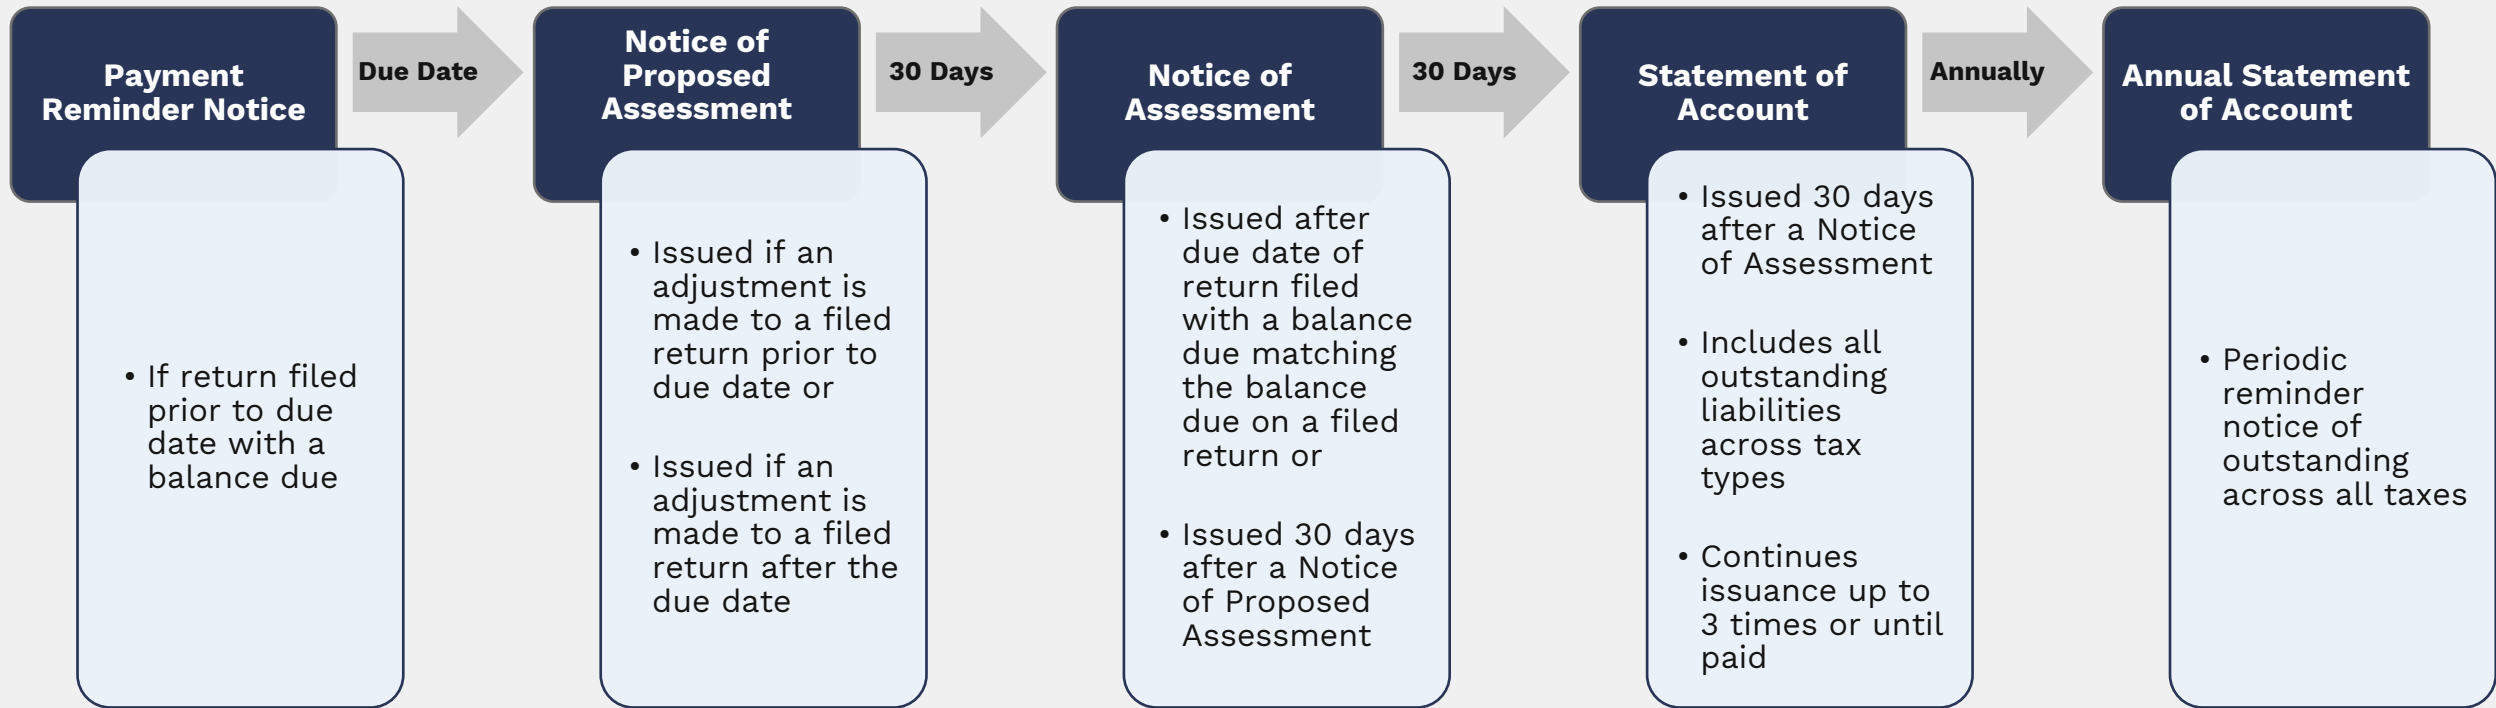 Payment
Reminder Notice
• If return filed
prior to due
date with a
balance due
Due Date
Notice of
Proposed
Assessment
• Issued if an
adjustment is
made to a filed
return prior to
due date or
• Issued if an
adjustment is
made to a filed
return after the
due date
30 Days
Notice of
Assessment
• Issued after
due date of
return filed
with a balance
due matching
the balance
due on a filed
return or
• Issued 30 days
after a Notice
of Proposed
Assessment
30 Days
Statement of
Account
• Issued 30 days
after a Notice
of Assessment
• Includes all
outstanding
liabilities
across tax
types
• Continues
issuance up to
3 times or until
paid
Annually
Annual Statement
of Account
• Periodic
reminder
notice of
outstanding
across all taxes